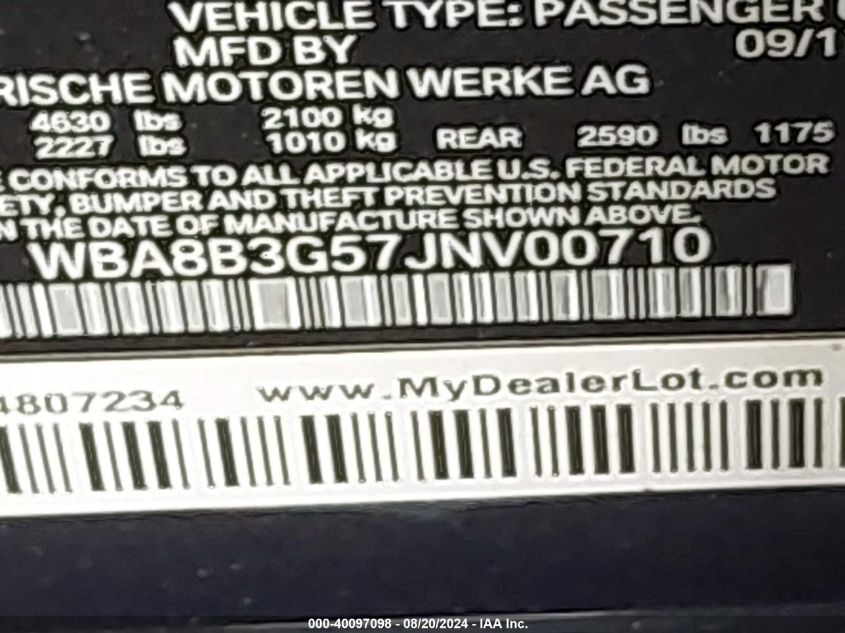 VEHICLE TYPE: PASSENGER
MFD BY 09/1
RISCHE MOTOREN WERKE AG
4630 lbs 2100 kg
2227 lbs 1010 kg REAR 2590 lbs 1175
CONFORMS TO ALL APPLICABLE U.S. FEDERAL MOTOR
ETY, BUMPER AND THEFT PREVENTION STANDARDS
N THE DATE OF MANUFACTURE SHOWN ABOVE.
WBA8B3G57JNV00710
4807234 www.MyDealerLot.com
000-40097098 - 08/20/2024 - IAA Inc.